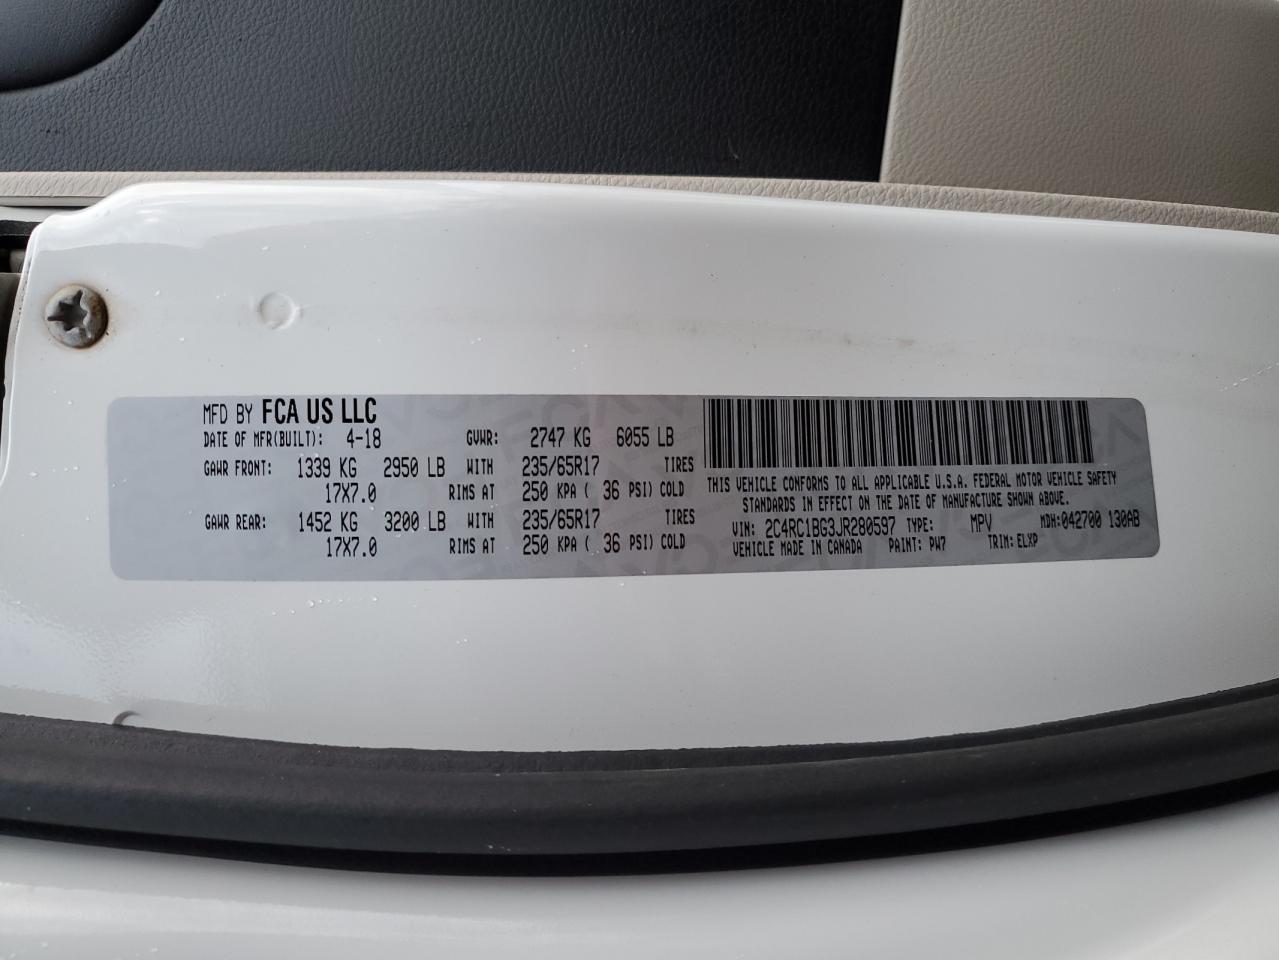 MFD BY FCA US LLC
DATE OF MFR(BUILT): 4-18 GVWR: 2747 KG 6055 LB
GAWR FRONT: 1339 KG 2950 LB WITH 235/65R17 TIRES
17X7.0 RIMS AT 250 KPA ( 36 PSI) COLD
GAWR REAR: 1452 KG 3200 LB WITH 235/65R17 TIRES
17X7.0 RIMS AT 250 KPA ( 36 PSI) COLD
THIS VEHICLE CONFORMS TO ALL APPLICABLE U.S.A. FEDERAL MOTOR VEHICLE SAFETY
STANDARDS IN EFFECT ON THE DATE OF MANUFACTURE SHOWN ABOVE.
VIN: 2C4RC1BG3JR280597 TYPE: MPV MDH:042700 130AB
VEHICLE MADE IN CANADA PAINT: PW7 TRIM: ELXP